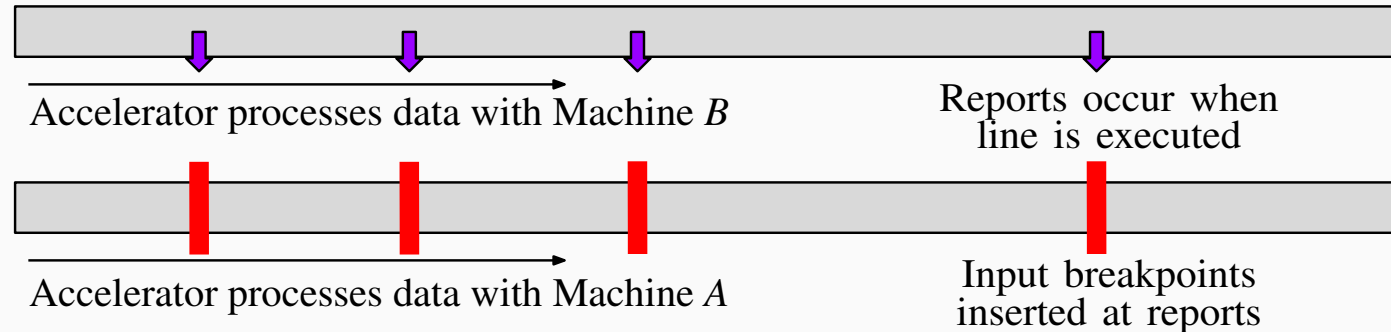 Accelerator processes data with Machine B
Reports occur when
line is executed
Accelerator processes data with Machine A
Input breakpoints
inserted at reports